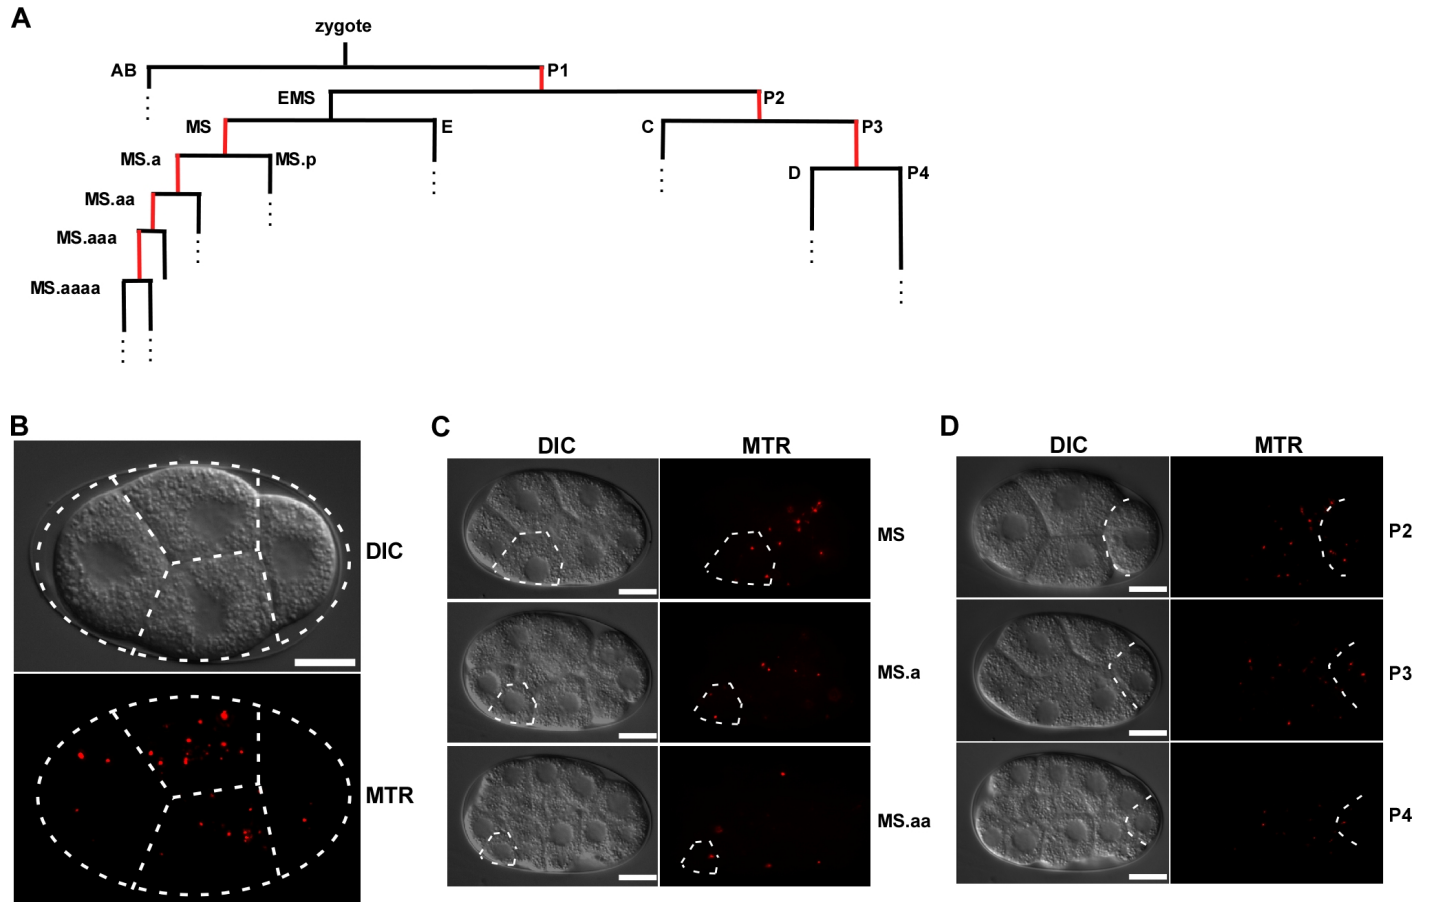 A
zygote
AB
P1
EMS
P2
MS
E
C
P3
MS.a
MS.p
D
P4
MS.aa
MS.aaa
MS.aaaa
B
DIC
MTR
C
DIC
MTR
MS
MS.a
MS.aa
D
DIC
MTR
P2
P3
P4